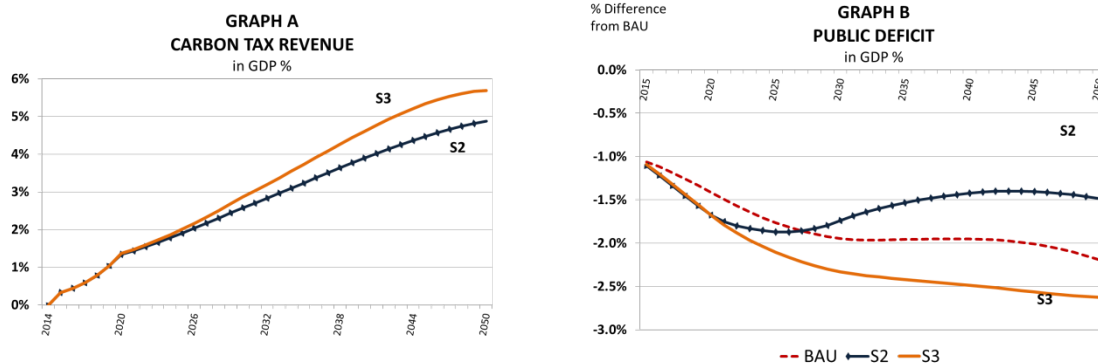 GRAPH A
CARBON TAX REVENUE
in GDP %
6%
5%
4%
3%
2%
1%
0%
S3
S2
2014
2020
2026
2032
2038
2044
2050
% Difference
from BAU
GRAPH B
PUBLIC DEFICIT
in GDP %
0.0%
-0.5%
-1.0%
-1.5%
-2.0%
-2.5%
-3.0%
2015
2020
2025
2030
2035
2040
2045
2050
S2
S3
BAU S2 S3